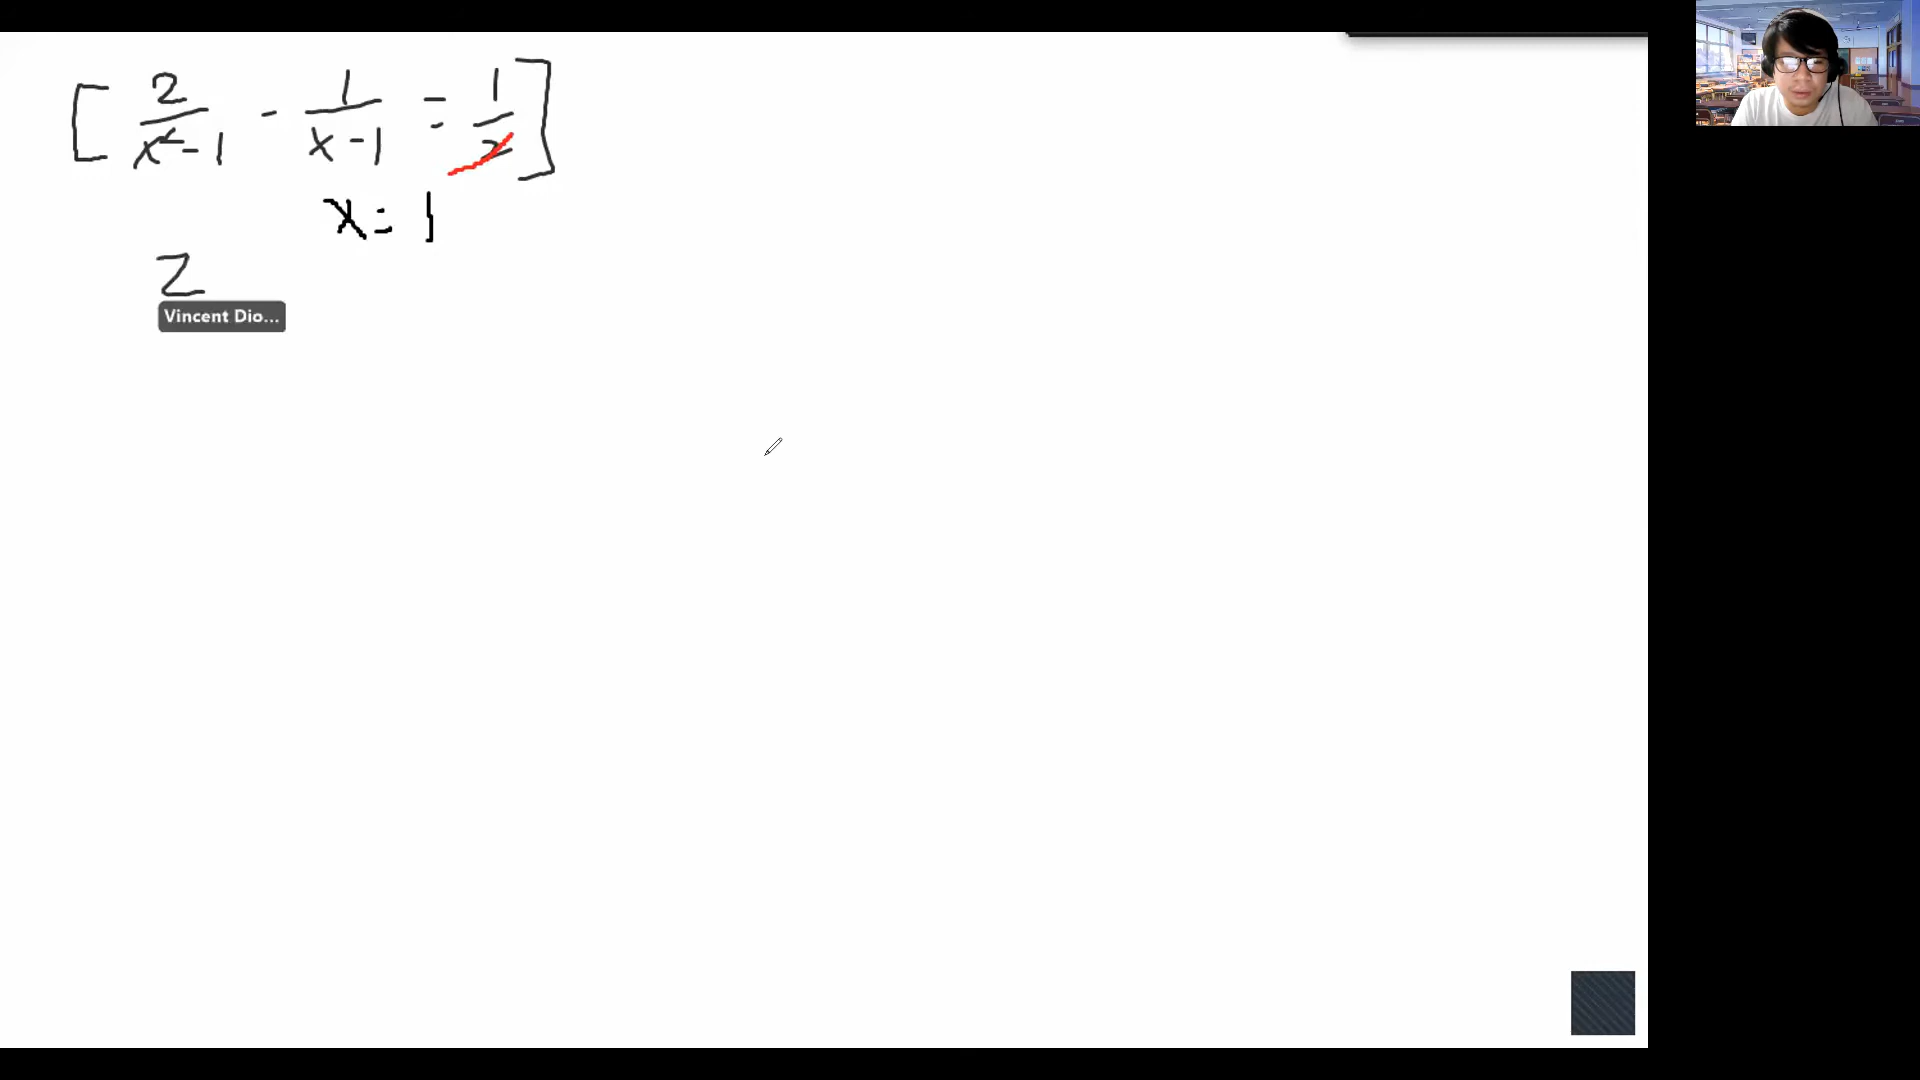 [ 2/(x²-1) - 1/(x-1) = 1/2 ]
x = 1
2
Vincent Dio...